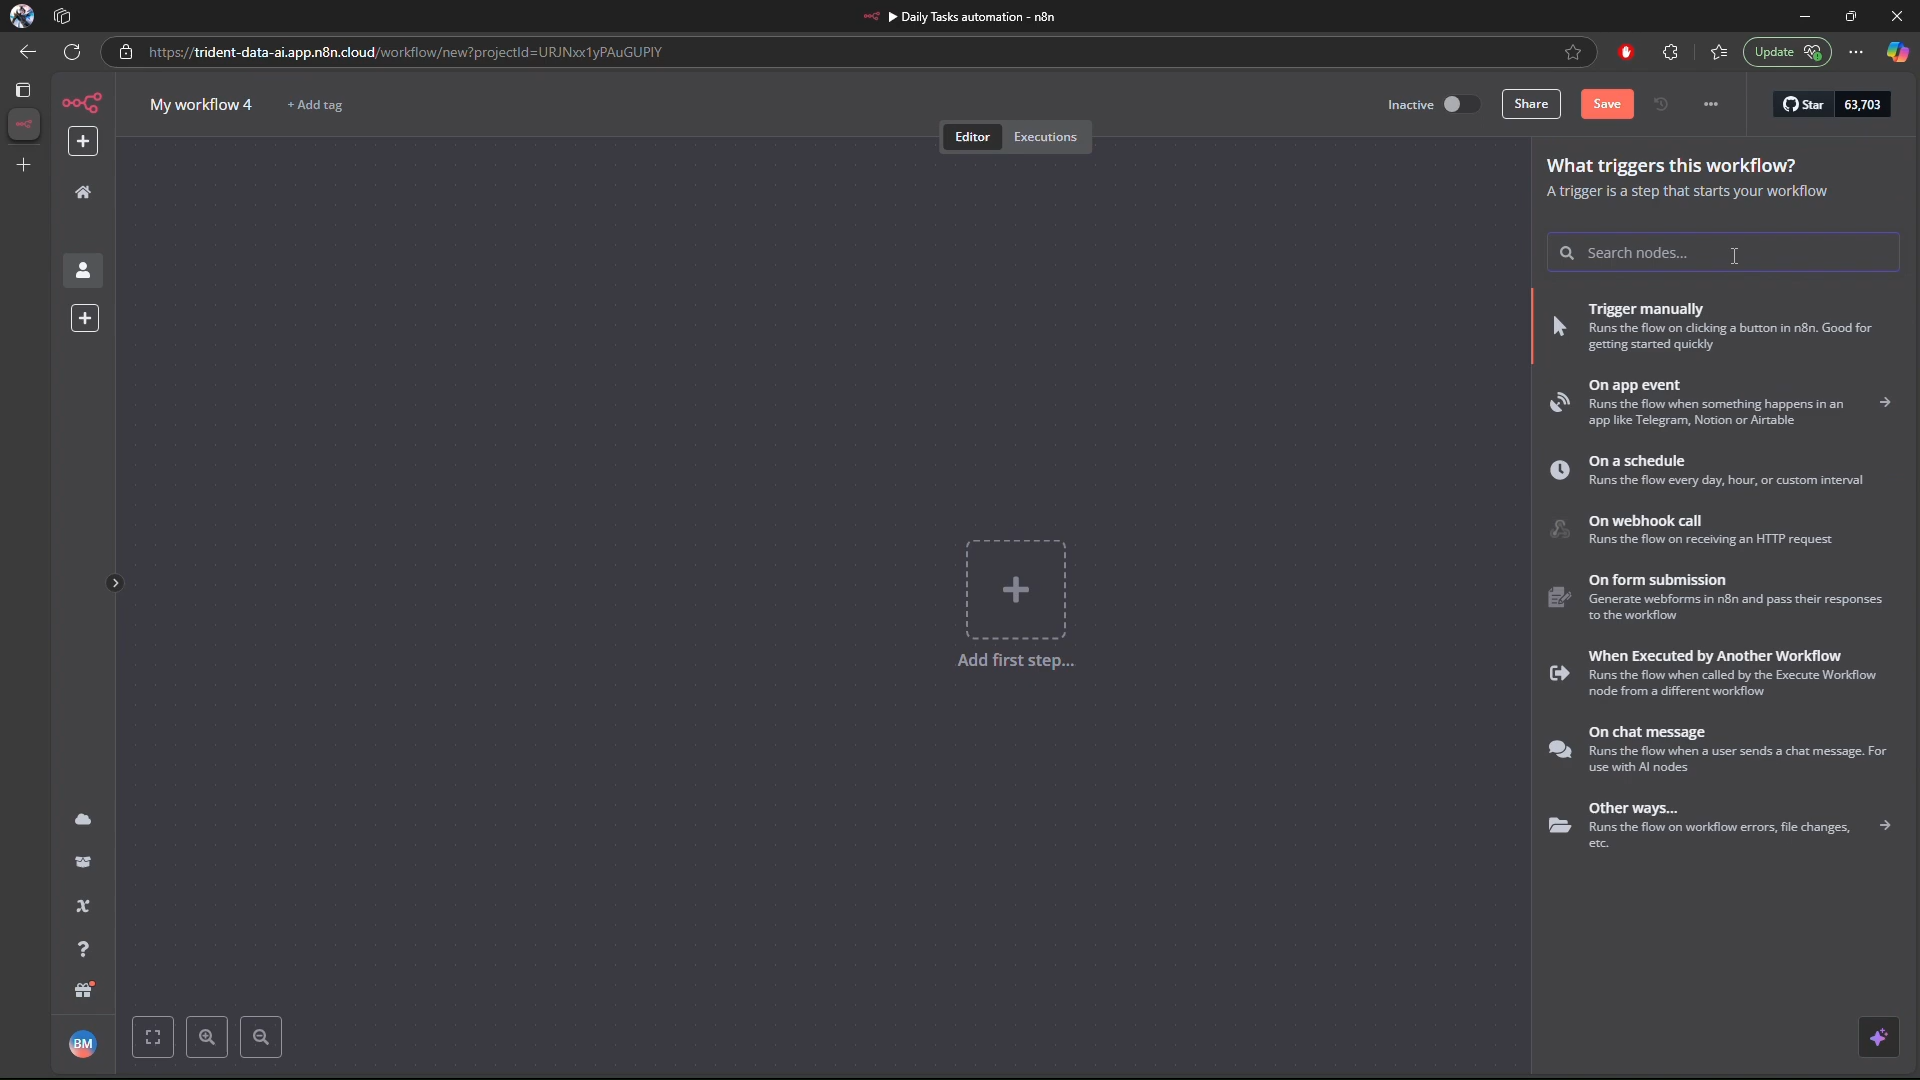 ▶ Daily Tasks automation - n8n
https://trident-data-ai.app.n8n.cloud/workflow/new?projectId=URJNxx1yPAuGUPlY
Update
My workflow 4
+ Add tag
Inactive
Share
Save
Star
63,703
Editor
Executions
What triggers this workflow?
A trigger is a step that starts your workflow
Search nodes...
Trigger manually
Runs the flow on clicking a button in n8n. Good for
getting started quickly
On app event
Runs the flow when something happens in an
app like Telegram, Notion or Airtable
On a schedule
Runs the flow every day, hour, or custom interval
On webhook call
Runs the flow on receiving an HTTP request
On form submission
Generate webforms in n8n and pass their responses
to the workflow
Add first step...
When Executed by Another Workflow
Runs the flow when called by the Execute Workflow
node from a different workflow
On chat message
Runs the flow when a user sends a chat message. For
use with AI nodes
Other ways...
Runs the flow on workflow errors, file changes,
etc.
BM